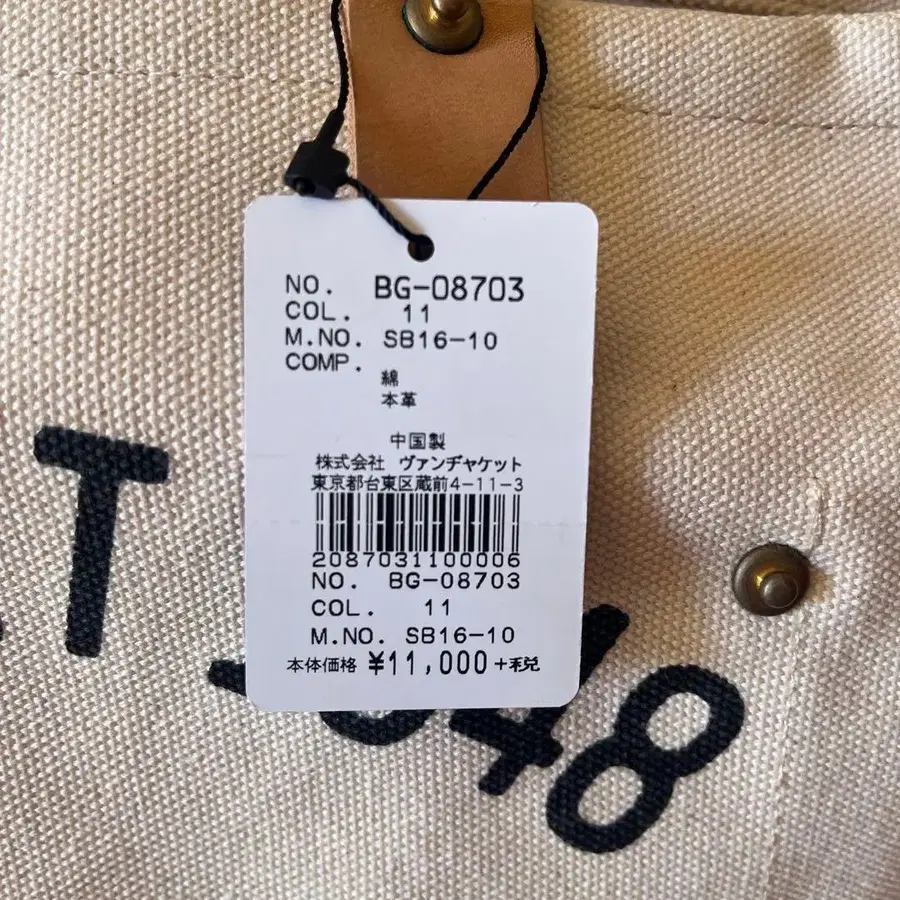 NO. BG-08703
COL. 11
M.NO. SB16-10
COMP.
綿
本革
中国製
株式会社 ヴァンヂャケット
東京都台東区蔵前4-11-3
2087031100006
NO. BG-08703
COL. 11
M.NO. SB16-10
本体価格 ¥11,000+税
T
48